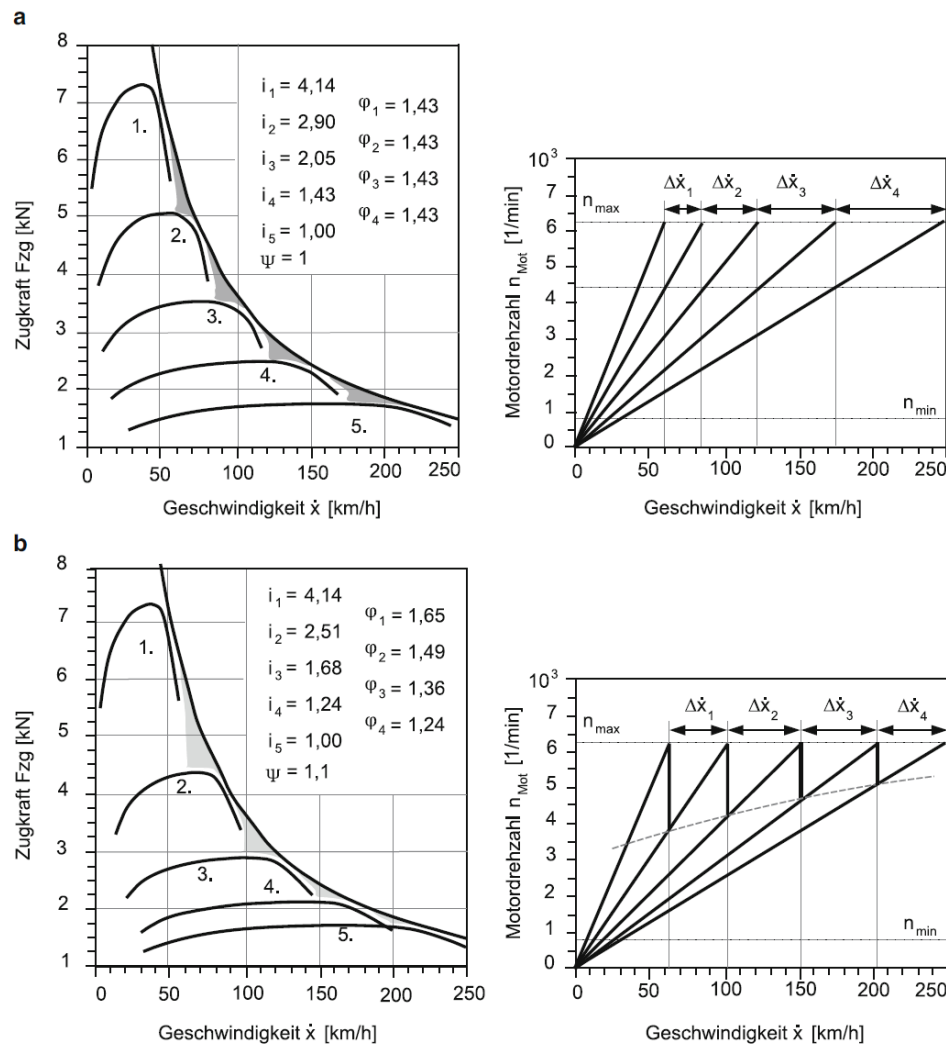 a
Zugkraft Fzg [kN]
8
7
6
5
4
3
2
1
0
50
100
150
200
250
Geschwindigkeit ẋ [km/h]
1.
2.
3.
4.
5.
i₁ = 4,14
i₂ = 2,90
i₃ = 2,05
i₄ = 1,43
i₅ = 1,00
Ψ = 1
φ₁ = 1,43
φ₂ = 1,43
φ₃ = 1,43
φ₄ = 1,43
Motordrehzahl n_Mot [1/min]
10³
8
7
6
5
4
3
2
1
0
n_max
n_min
Δẋ₁
Δẋ₂
Δẋ₃
Δẋ₄
0
50
100
150
200
250
Geschwindigkeit ẋ [km/h]
b
Zugkraft Fzg [kN]
8
7
6
5
4
3
2
1
0
50
100
150
200
250
Geschwindigkeit ẋ [km/h]
1.
2.
3.
4.
5.
i₁ = 4,14
i₂ = 2,51
i₃ = 1,68
i₄ = 1,24
i₅ = 1,00
Ψ = 1,1
φ₁ = 1,65
φ₂ = 1,49
φ₃ = 1,36
φ₄ = 1,24
Motordrehzahl n_Mot [1/min]
10³
8
7
6
5
4
3
2
1
0
n_max
n_min
Δẋ₁
Δẋ₂
Δẋ₃
Δẋ₄
0
50
100
150
200
250
Geschwindigkeit ẋ [km/h]